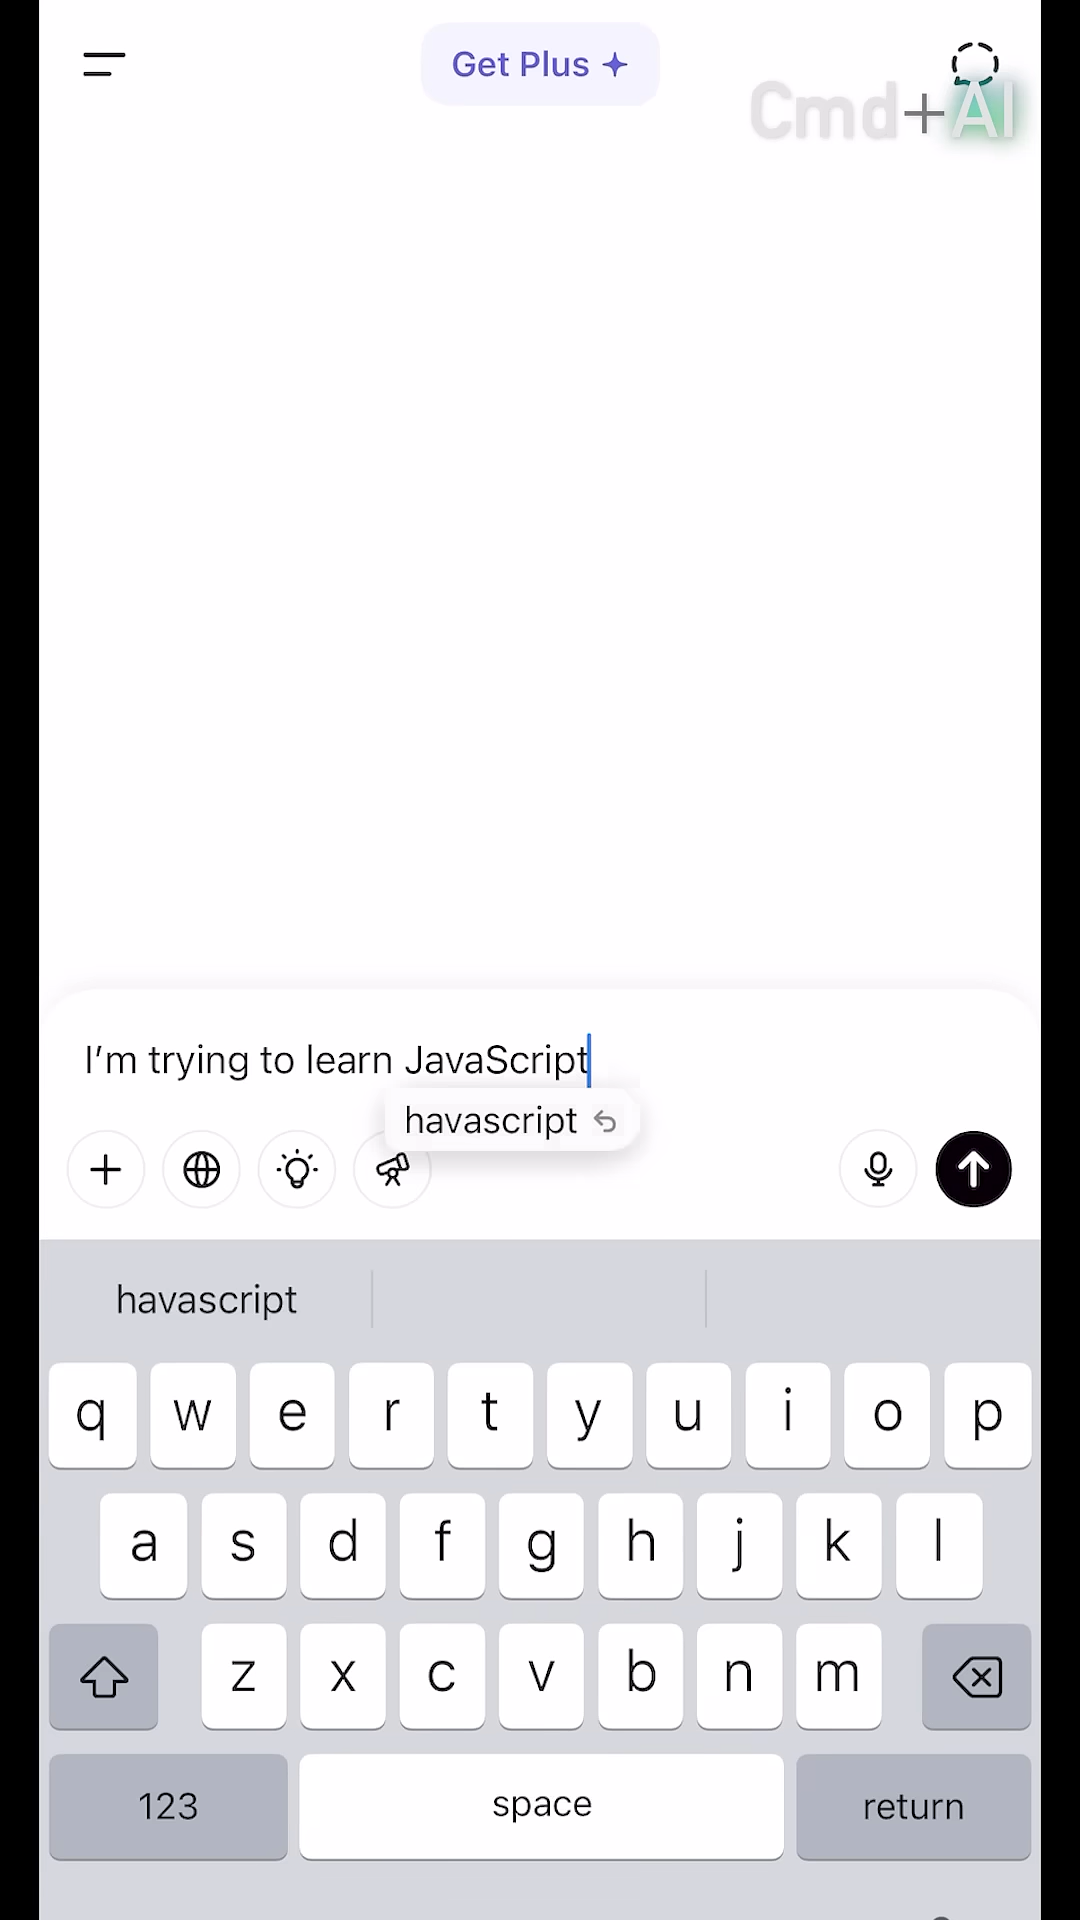 Get Plus
Cmd+AI
I’m trying to learn JavaScript
havascript
havascript
q w e r t y u i o p
a s d f g h j k l
z x c v b n m
123 space return